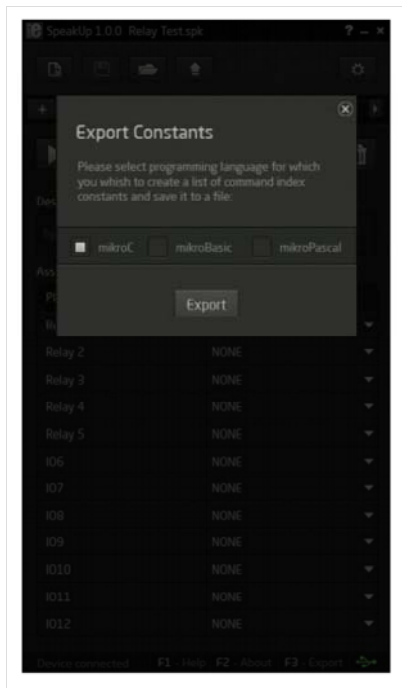 SpeakUp 1.0.0 Relay Test.spk
Export Constants
Please select programming language for which
you whish to create a list of command index
constants and save it to a file:
mikroC mikroBasic mikroPascal
Export
Relay 2 NONE
Relay 3 NONE
Relay 4 NONE
Relay 5 NONE
IO6 NONE
IO7 NONE
IO8 NONE
IO9 NONE
IO10 NONE
IO11 NONE
IO12 NONE
Device connected F1 - Help F2 - About F3 - Export